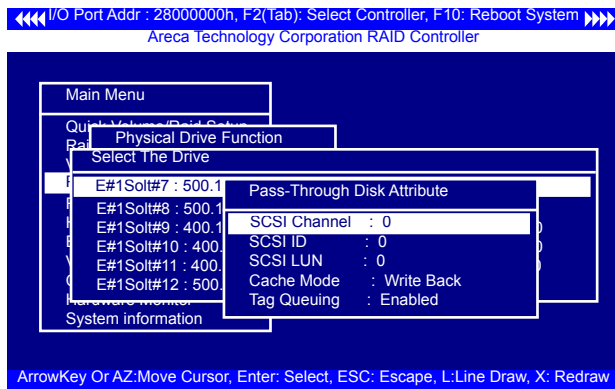 I/O Port Addr : 28000000h, F2(Tab): Select Controller, F10: Reboot System
Areca Technology Corporation RAID Controller
Main Menu
Quick Volume/Raid Setup
Rai
Physical Drive Function
Select The Drive
E#1Solt#7 : 500.1
E#1Solt#8 : 500.1
E#1Solt#9 : 400.1
E#1Solt#10 : 400.
E#1Solt#11 : 400.
E#1Solt#12 : 500.
Pass-Through Disk Attribute
SCSI Channel : 0
SCSI ID : 0
SCSI LUN : 0
Cache Mode : Write Back
Tag Queuing : Enabled
Hardware Monitor
System information
ArrowKey Or AZ:Move Cursor, Enter: Select, ESC: Escape, L:Line Draw, X: Redraw